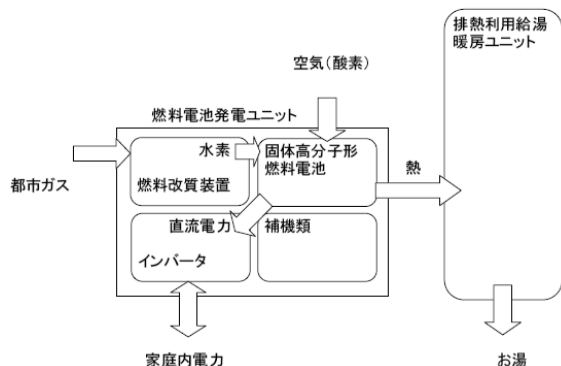 排熱利用給湯
暖房ユニット
空気(酸素)
燃料電池発電ユニット
水素
固体高分子形
燃料電池
熱
都市ガス
燃料改質装置
直流電力
補機類
インバータ
家庭内電力
お湯